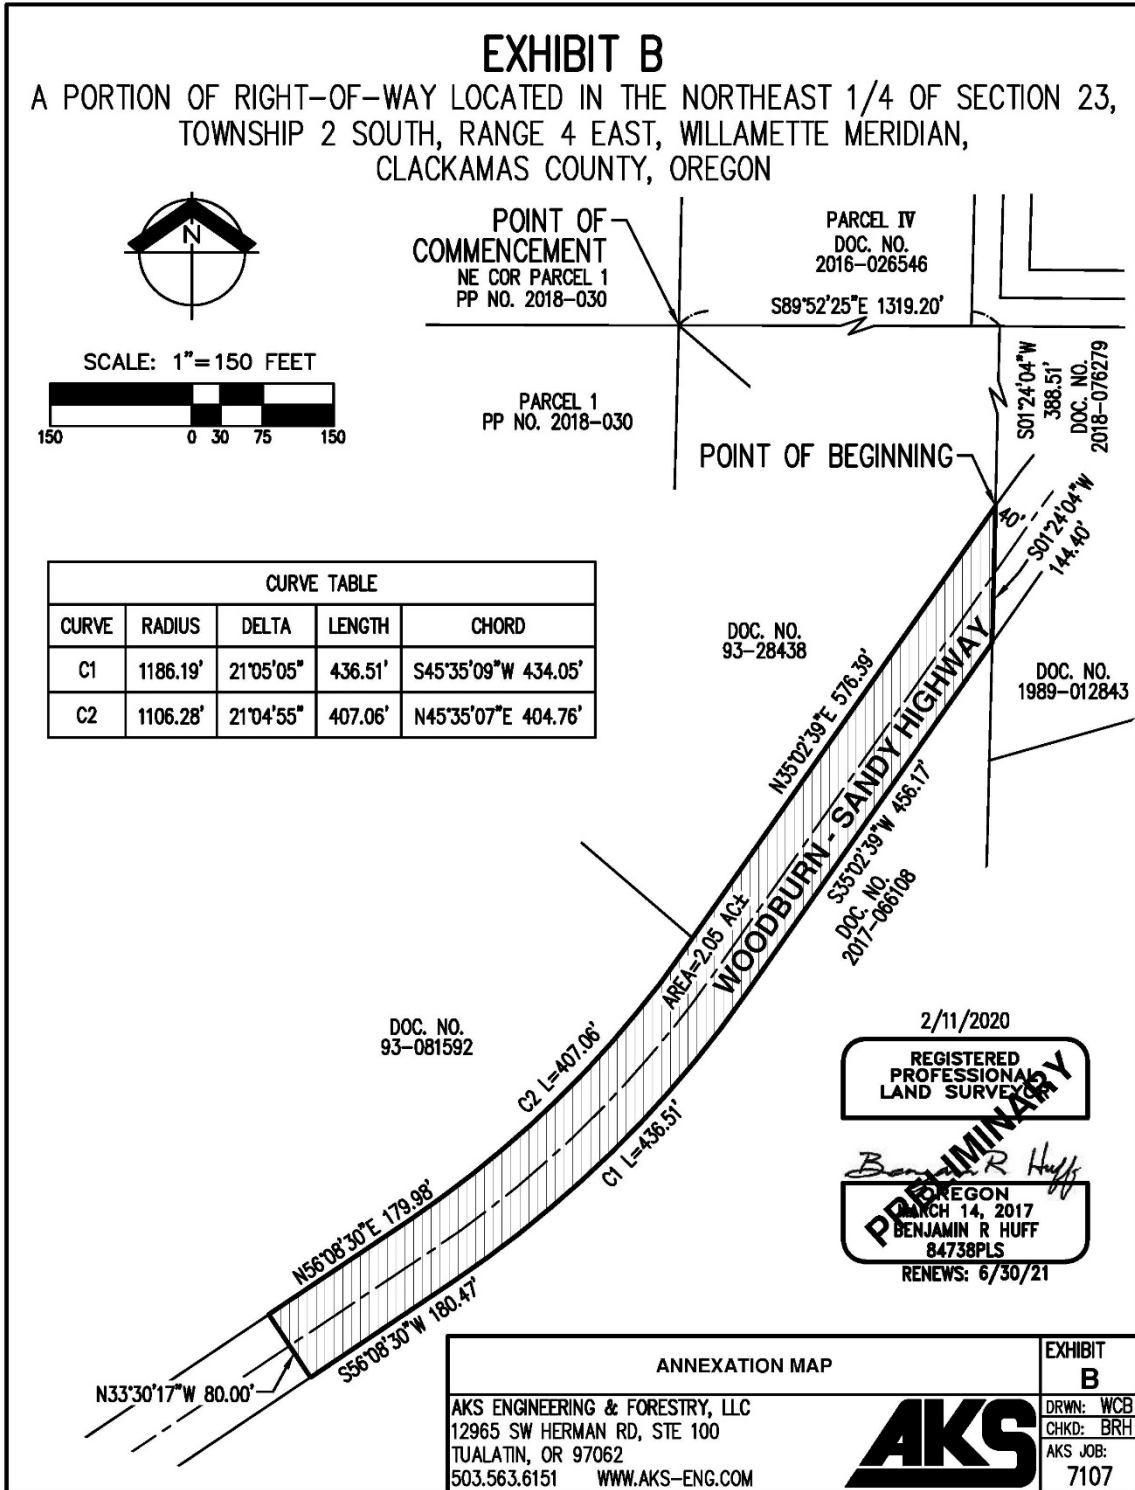 EXHIBIT B
A PORTION OF RIGHT-OF-WAY LOCATED IN THE NORTHEAST 1/4 OF SECTION 23,
TOWNSHIP 2 SOUTH, RANGE 4 EAST, WILLAMETTE MERIDIAN,
CLACKAMAS COUNTY, OREGON
N
SCALE: 1"=150 FEET
150 0 30 75 150
POINT OF
COMMENCEMENT
NE COR PARCEL 1
PP NO. 2018-030
PARCEL IV
DOC. NO.
2016-026546
S89°52'25"E 1319.20'
PARCEL 1
PP NO. 2018-030
S01°24'04"W
388.51'
DOC. NO.
2018-076279
POINT OF BEGINNING
40'
S01°24'04"W
144.40'
CURVE TABLE
CURVE RADIUS DELTA LENGTH CHORD
C1 1186.19' 21°05'05" 436.51' S45°35'09"W 434.05'
C2 1106.28' 21°04'55" 407.06' N45°35'07"E 404.76'
DOC. NO.
93-28438
DOC. NO.
1989-012843
N35°02'39"E 576.39'
WOODBURN - SANDY HIGHWAY
S35°02'39"W 456.17'
DOC. NO.
2017-066108
AREA=2.05 AC±
DOC. NO.
93-081592
C2 L=407.06'
C1 L=436.51'
N56°08'30"E 179.98'
S56°08'30"W 180.47'
N33°30'17"W 80.00'
2/11/2020
REGISTERED
PROFESSIONAL
LAND SURVEYOR
Benjamin R Huff
PRELIMINARY
OREGON
MARCH 14, 2017
BENJAMIN R HUFF
84738PLS
RENEWS: 6/30/21
ANNEXATION MAP
EXHIBIT
B
AKS ENGINEERING & FORESTRY, LLC
12965 SW HERMAN RD, STE 100
TUALATIN, OR 97062
503.563.6151 WWW.AKS-ENG.COM
AKS
DRWN: WCB
CHKD: BRH
AKS JOB:
7107